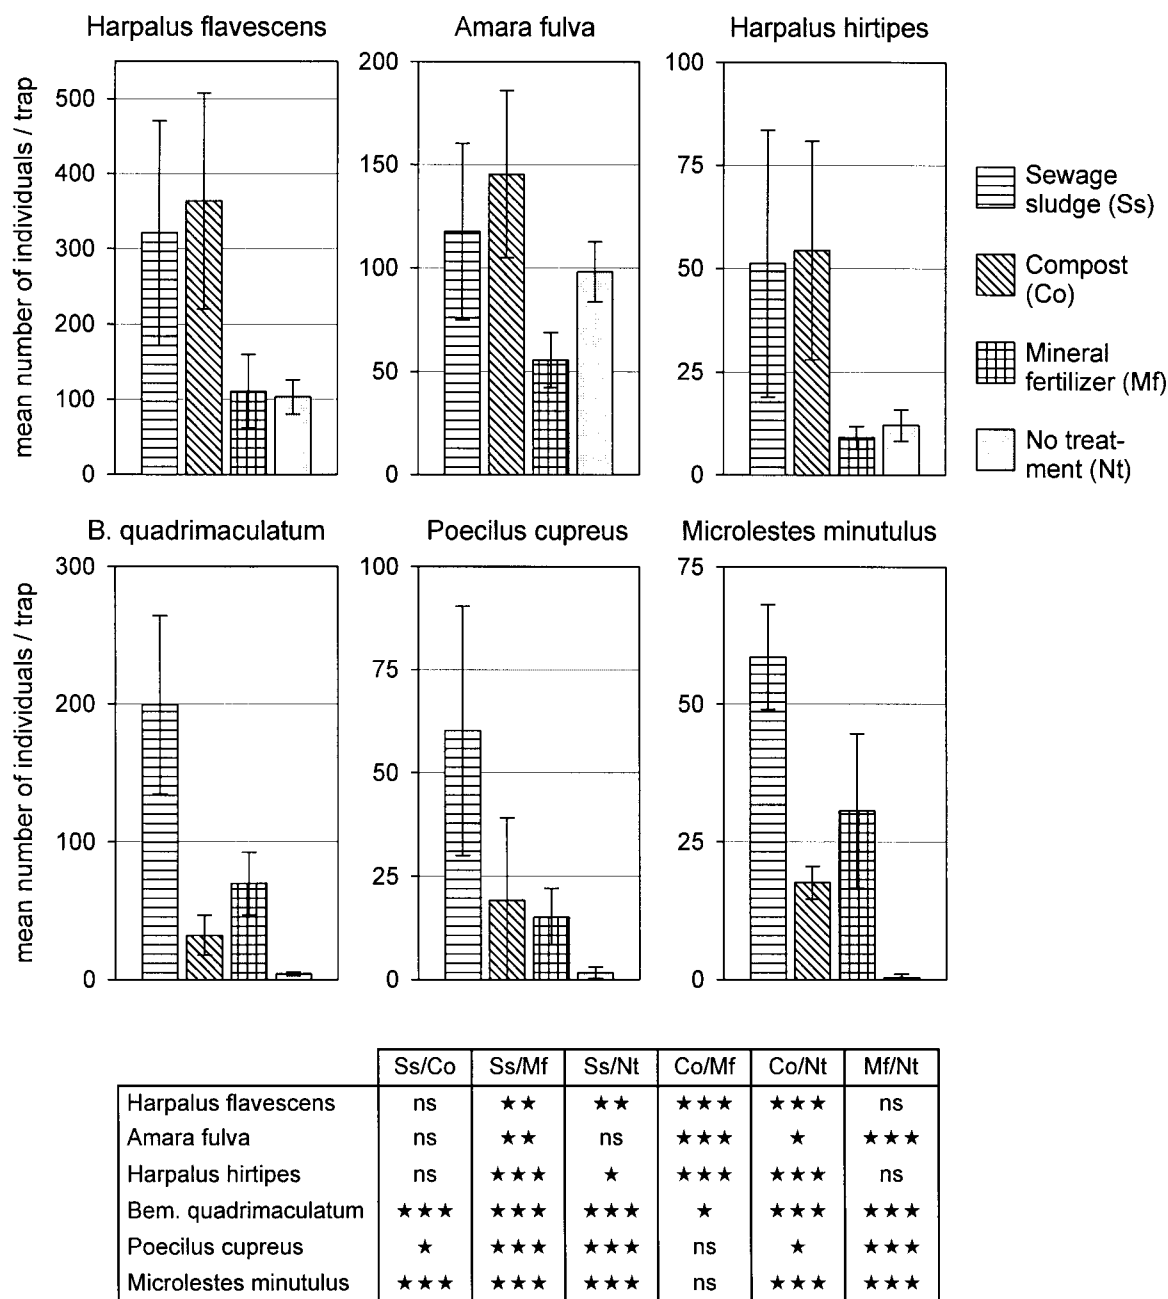 Harpalus flavescens
Amara fulva
Harpalus hirtipes
mean number of individuals / trap
500
400
300
200
100
0
200
150
100
50
0
100
75
50
25
0
Sewage
sludge (Ss)
Compost
(Co)
Mineral
fertilizer (Mf)
No treat-
ment (Nt)
B. quadrimaculatum
Poecilus cupreus
Microlestes minutulus
mean number of individuals / trap
300
200
100
0
100
75
50
25
0
75
50
25
0
Ss/Co Ss/Mf Ss/Nt Co/Mf Co/Nt Mf/Nt
Harpalus flavescens ns ★★ ★★ ★★★ ★★★ ns
Amara fulva ns ★★ ns ★★★ ★ ★★★
Harpalus hirtipes ns ★★★ ★ ★★★ ★★★ ns
Bem. quadrimaculatum ★★★ ★★★ ★★★ ★ ★★★ ★★★
Poecilus cupreus ★ ★★★ ★★★ ns ★ ★★★
Microlestes minutulus ★★★ ★★★ ★★★ ns ★★★ ★★★